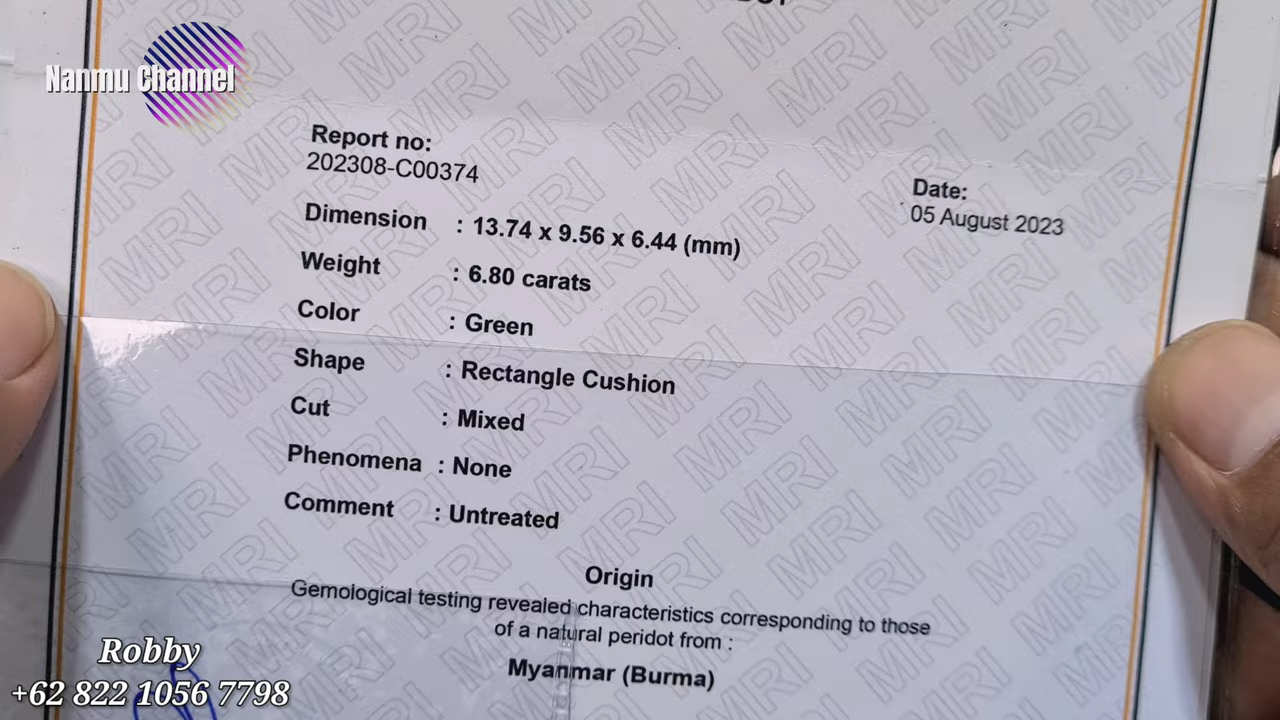 Nanmu Channel
Report no:
202308-C00374
Date:
05 August 2023
Dimension : 13.74 x 9.56 x 6.44 (mm)
Weight : 6.80 carats
Color : Green
Shape : Rectangle Cushion
Cut : Mixed
Phenomena : None
Comment : Untreated
Origin
Gemological testing revealed characteristics corresponding to those
of a natural peridot from :
Myanmar (Burma)
Robby
+62 822 1056 7798